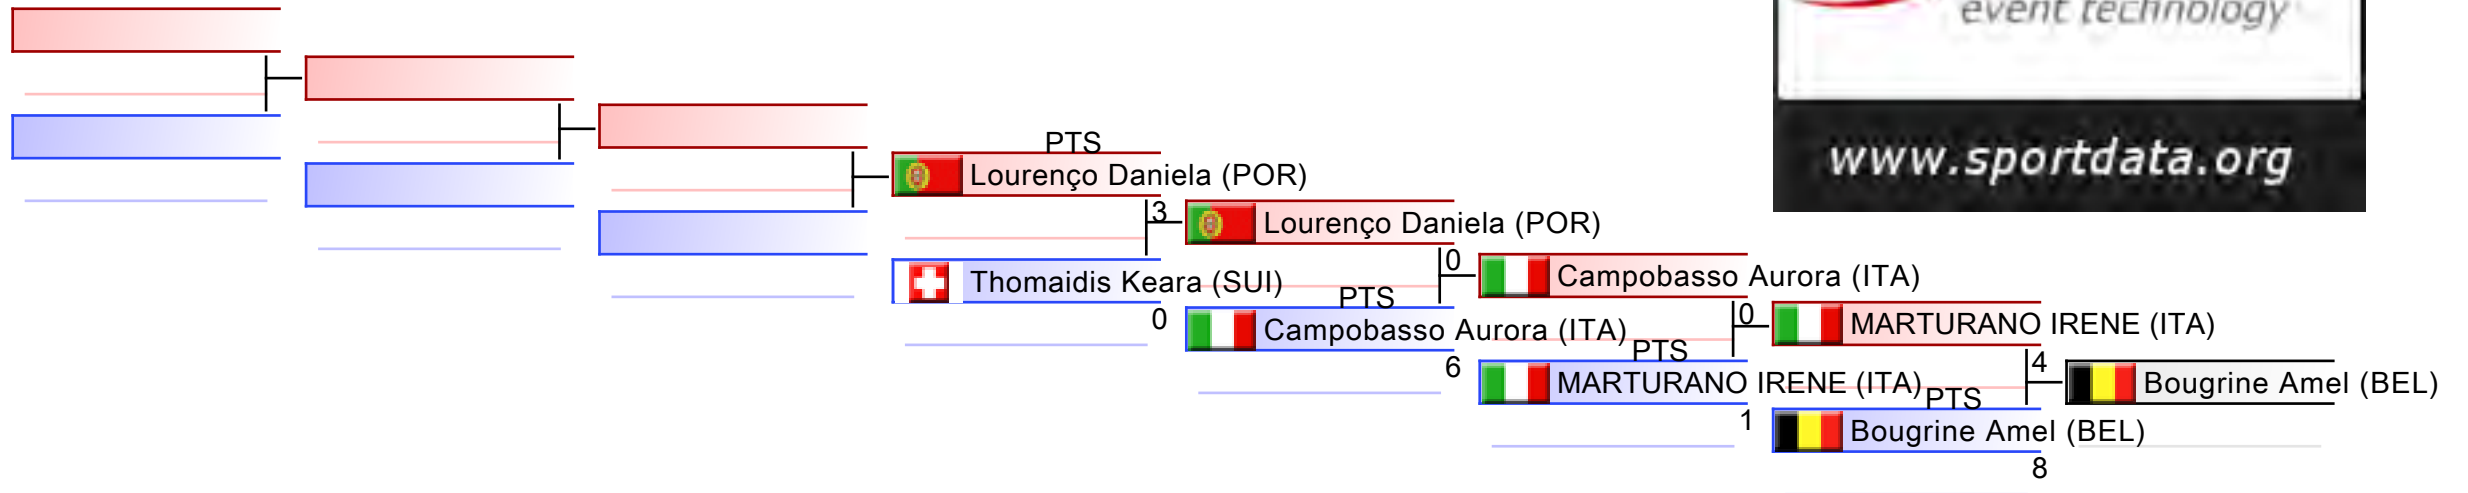 event technology
www.sportdata.org
PTS
Lourenço Daniela (POR)
3
Lourenço Daniela (POR)
Thomaidis Keara (SUI)
0
PTS
0
Campobasso Aurora (ITA)
Campobasso Aurora (ITA)
6
PTS
0
MARTURANO IRENE (ITA)
MARTURANO IRENE (ITA)
1
PTS
4
Bougrine Amel (BEL)
Bougrine Amel (BEL)
8